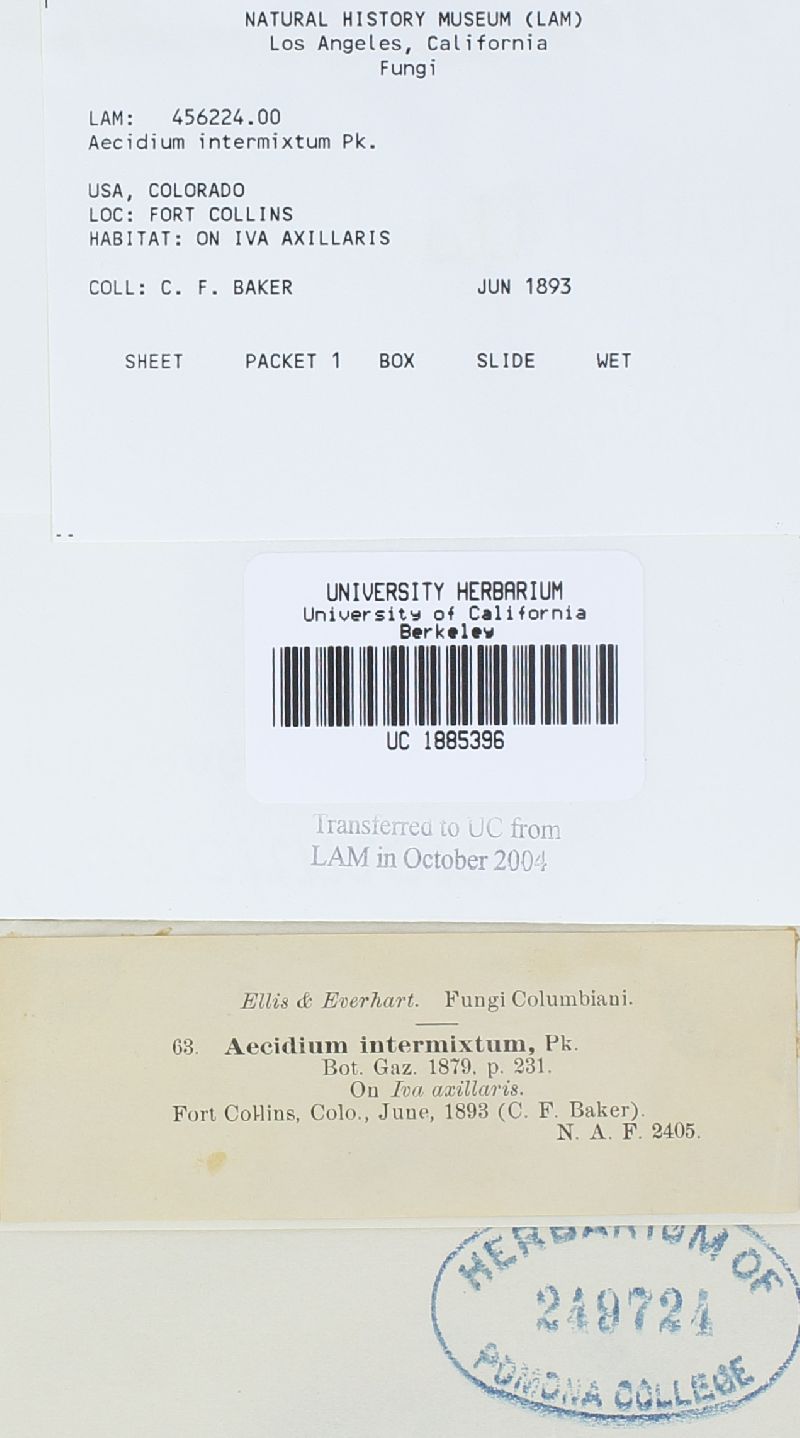 NATURAL HISTORY MUSEUM (LAM)
Los Angeles, California
Fungi
LAM: 456224.00
Aecidium intermixtum Pk.
USA, COLORADO
LOC: FORT COLLINS
HABITAT: ON IVA AXILLARIS
COLL: C. F. BAKER JUN 1893
SHEET PACKET 1 BOX SLIDE WET
UNIVERSITY HERBARIUM
University of California
Berkeley
UC 1885396
Transferred to UC from
LAM in October 2004
Ellis & Everhart. Fungi Columbiani.
63. Aecidium intermixtum, Pk.
Bot. Gaz. 1879. p. 231.
On Iva axillaris.
Fort Collins, Colo., June, 1893 (C. F. Baker).
N. A. F. 2405.
HERBARIUM OF
249724
POMONA COLLEGE